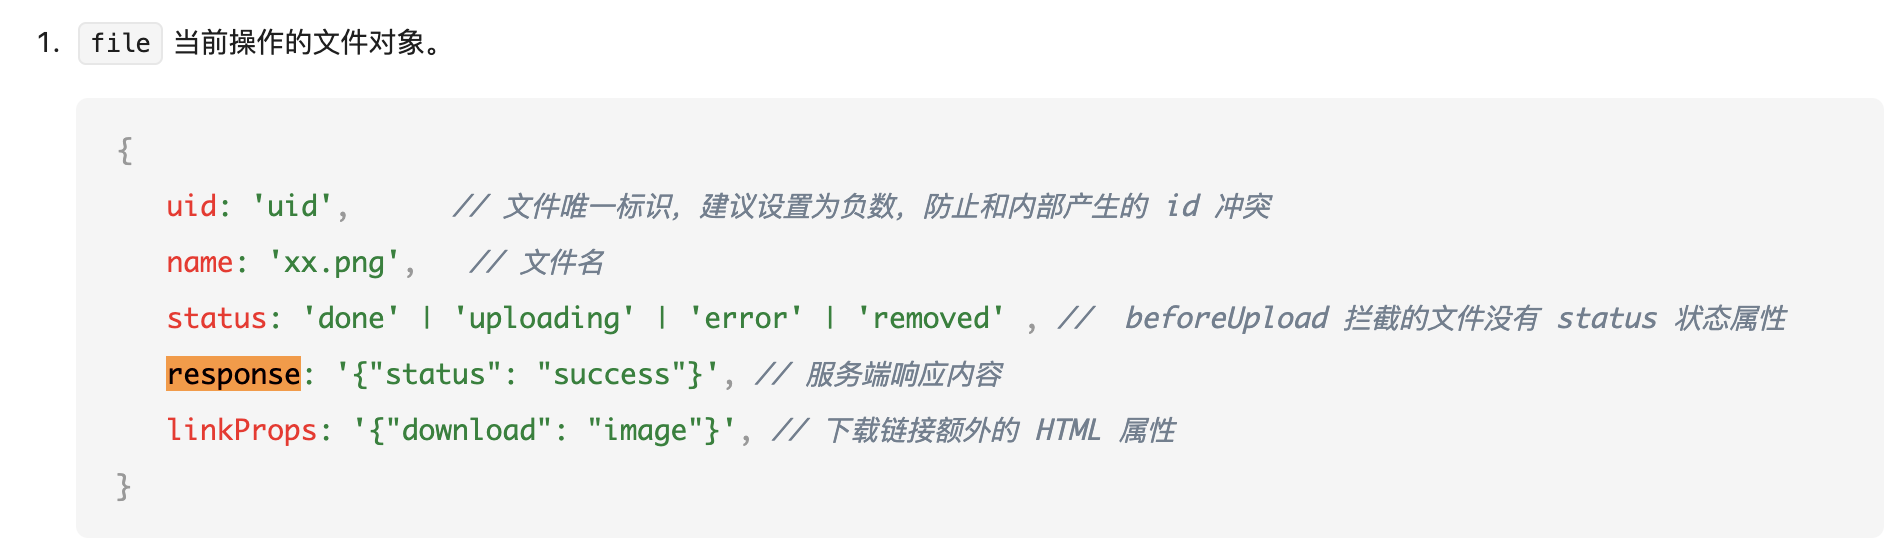 1. file 当前操作的文件对象。
{
uid: 'uid', // 文件唯一标识，建议设置为负数，防止和内部产生的 id 冲突
name: 'xx.png', // 文件名
status: 'done' | 'uploading' | 'error' | 'removed' , // beforeUpload 拦截的文件没有 status 状态属性
response: '{"status": "success"}', // 服务端响应内容
linkProps: '{"download": "image"}', // 下载链接额外的 HTML 属性
}